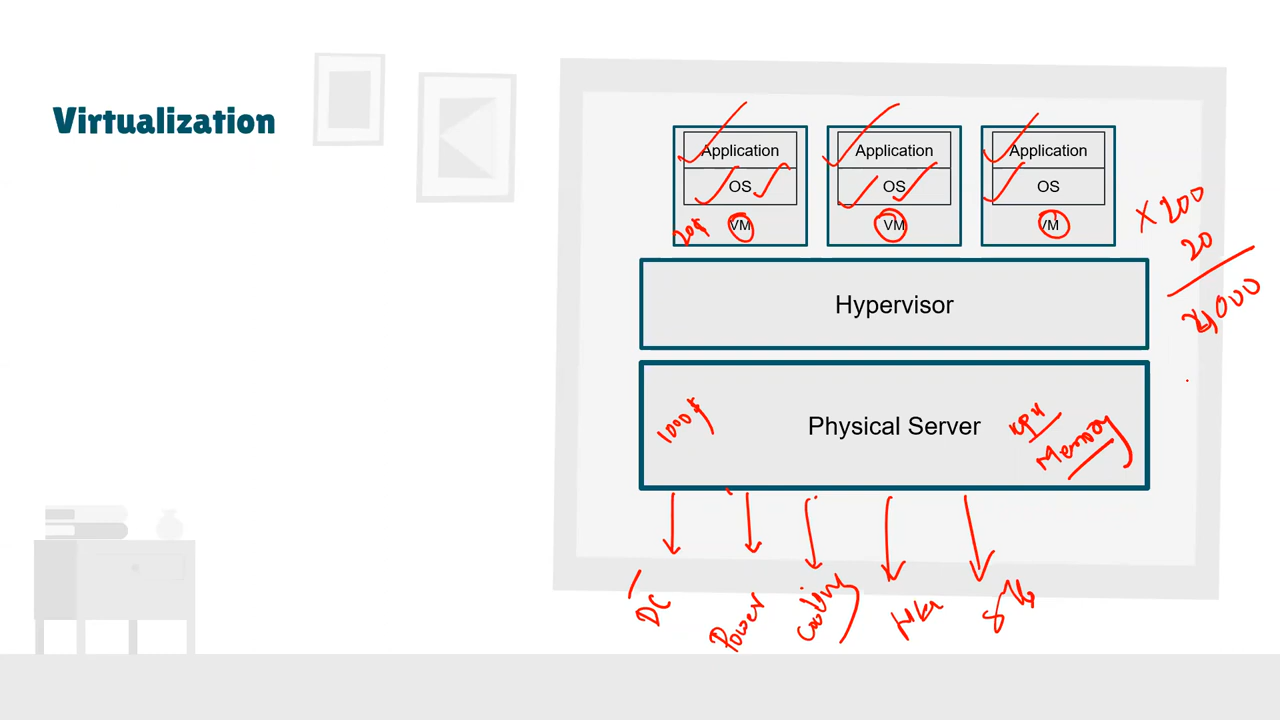 Virtualization
Application
OS
VM
20$
Application
OS
VM
Application
OS
VM
X 200
20
4000
Hypervisor
Physical Server
1000$
CPU
Memory
DC
Power
Cooling